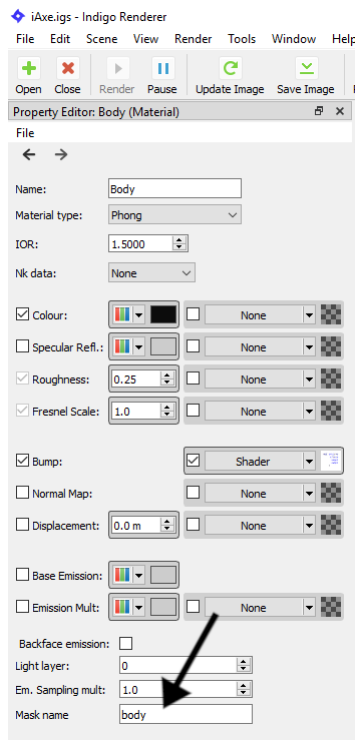 iAxe.igs - Indigo Renderer
File Edit Scene View Render Tools Window Help
Open Close Render Pause Update Image Save Image
Property Editor: Body (Material)
File
Name: Body
Material type: Phong
IOR: 1.5000
Nk data: None
Colour: None
Specular Refl.: None
Roughness: 0.25 None
Fresnel Scale: 1.0 None
Bump: Shader
Normal Map: None
Displacement: 0.0 m None
Base Emission:
Emission Mult: None
Backface emission:
Light layer: 0
Em. Sampling mult: 1.0
Mask name body